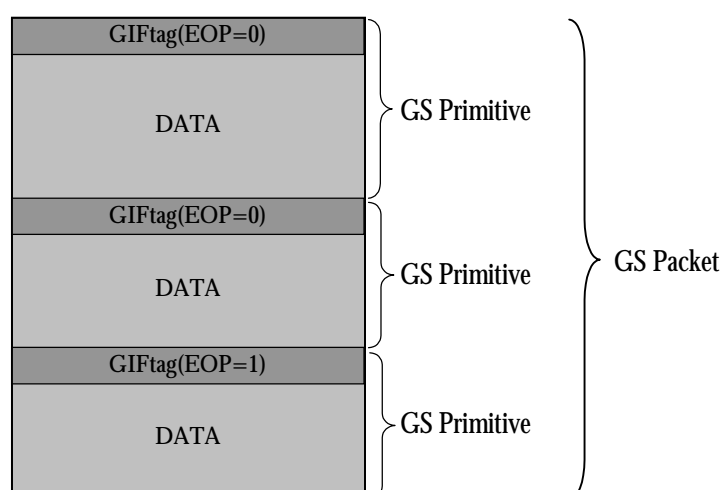 GIFtag(EOP=0)
DATA
GS Primitive
GIFtag(EOP=0)
DATA
GS Primitive
GS Packet
GIFtag(EOP=1)
DATA
GS Primitive